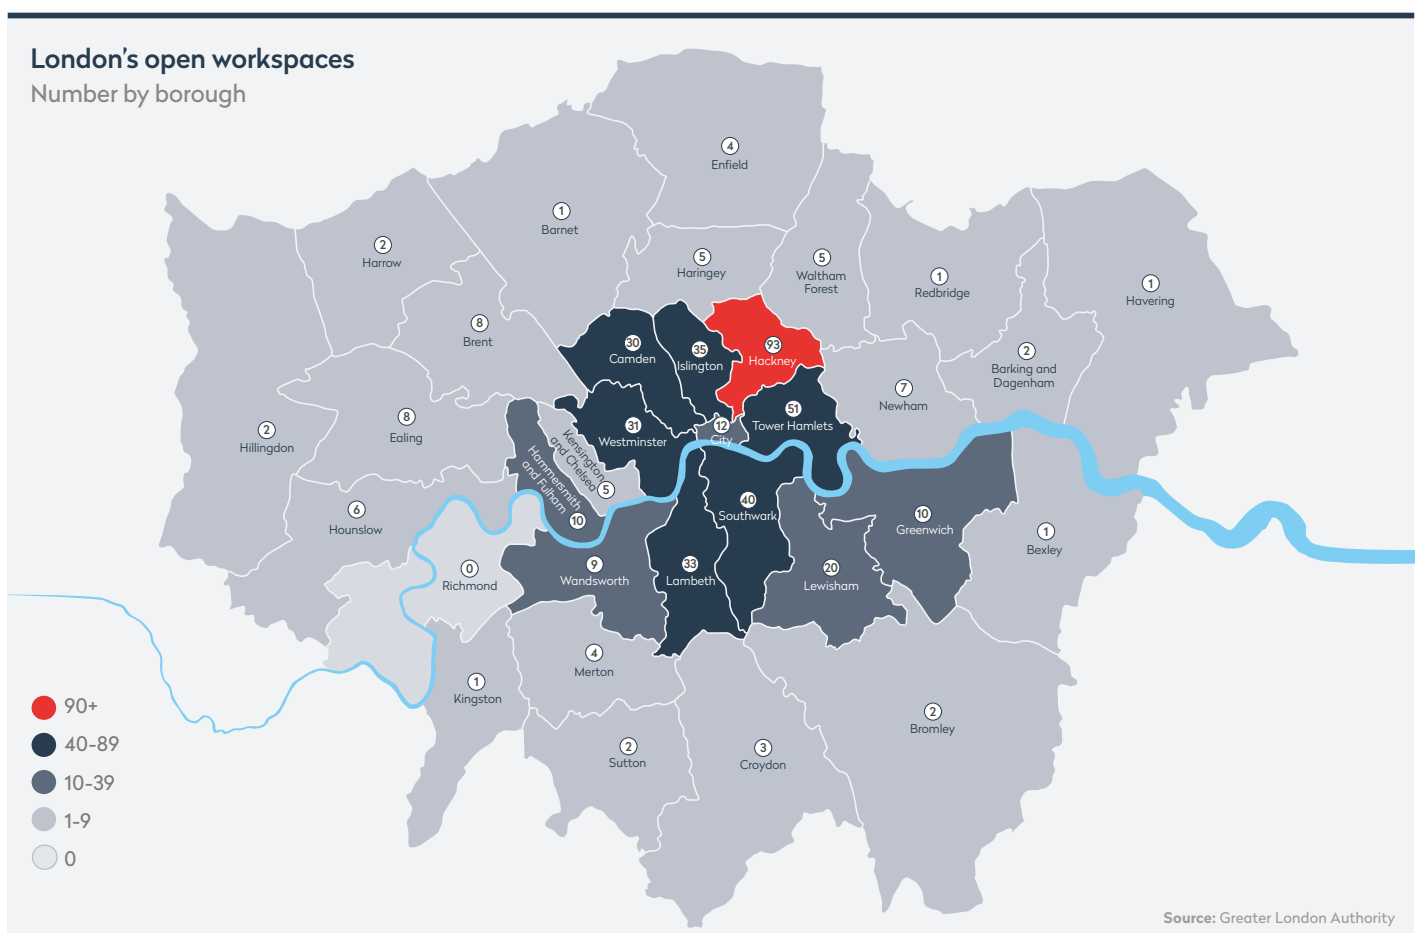 London's open workspaces
Number by borough
4
Enfield
1
Barnet
2
Harrow
5
Haringey
5
Waltham
Forest
1
Redbridge
1
Havering
8
Brent
30
Camden
35
Islington
93
Hackney
2
Barking and
Dagenham
7
Newham
2
Hillingdon
8
Ealing
31
Westminster
12
City
51
Tower Hamlets
Kensington
and Chelsea
5
Hammersmith
and Fulham
10
6
Hounslow
40
Southwark
10
Greenwich
1
Bexley
0
Richmond
9
Wandsworth
33
Lambeth
20
Lewisham
4
Merton
1
Kingston
2
Sutton
3
Croydon
2
Bromley
90+
40-89
10-39
1-9
0
Source: Greater London Authority